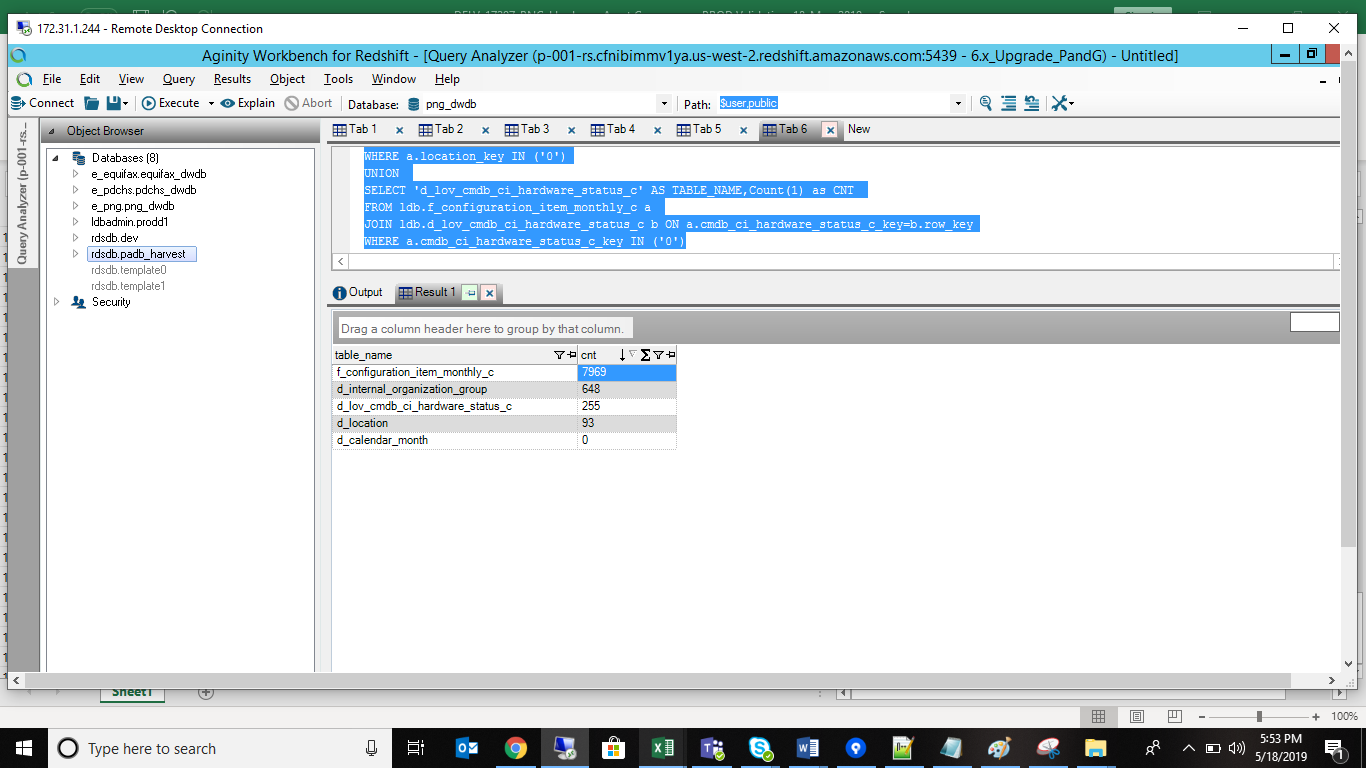 172.31.1.244 - Remote Desktop Connection
Aginity Workbench for Redshift - [Query Analyzer (p-001-rs.cfnibimmv1ya.us-west-2.redshift.amazonaws.com:5439 - 6.x_Upgrade_PandG) - Untitled]
File Edit View Query Results Object Tools Window Help
Connect Execute Explain Abort Database: png_dwdb Path: $user,public
Query Analyzer (p-001-rs...
Object Browser
Databases (8)
e_equifax.equifax_dwdb
e_pdchs.pdchs_dwdb
e_png.png_dwdb
ldbadmin.prodd1
rdsdb.dev
rdsdb.padb_harvest
rdsdb.template0
rdsdb.template1
Security
Tab 1 Tab 2 Tab 3 Tab 4 Tab 5 Tab 6 New
WHERE a.location_key IN ('0')
UNION
SELECT 'd_lov_cmdb_ci_hardware_status_c' AS TABLE_NAME,Count(1) as CNT
FROM ldb.f_configuration_item_monthly_c a
JOIN ldb.d_lov_cmdb_ci_hardware_status_c b ON a.cmdb_ci_hardware_status_c_key=b.row_key
WHERE a.cmdb_ci_hardware_status_c_key IN ('0')
Output Result 1
Drag a column header here to group by that column.
table_name cnt
f_configuration_item_monthly_c 7969
d_internal_organization_group 648
d_lov_cmdb_ci_hardware_status_c 255
d_location 93
d_calendar_month 0
Sheet1
100%
Type here to search
5:53 PM
5/18/2019
1